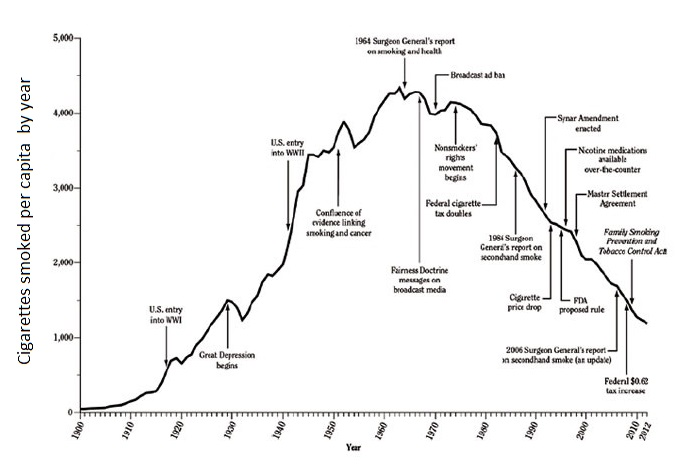 Cigarettes smoked per capita by year
5,000
4,000
3,000
2,000
1,000
0
1964 Surgeon General's report
on smoking and health
Broadcast ad ban
Synar Amendment
enacted
Nicotine medications
available
over-the-counter
Master Settlement
Agreement
Family Smoking
Prevention and
Tobacco Control Act
U.S. entry
into WWII
Nonsmokers'
rights
movement
begins
Federal cigarette
tax doubles
Confluence of
evidence linking
smoking and cancer
1986 Surgeon
General's report on
secondhand smoke
Fairness Doctrine
messages on
broadcast media
Cigarette
price drop
FDA
proposed rule
U.S. entry
into WWI
Great Depression
begins
2006 Surgeon General's report
on secondhand smoke (an update)
Federal $0.62
tax increase
1900
1910
1920
1930
1940
1950
1960
1970
1980
1990
2000
2010
2012
Year